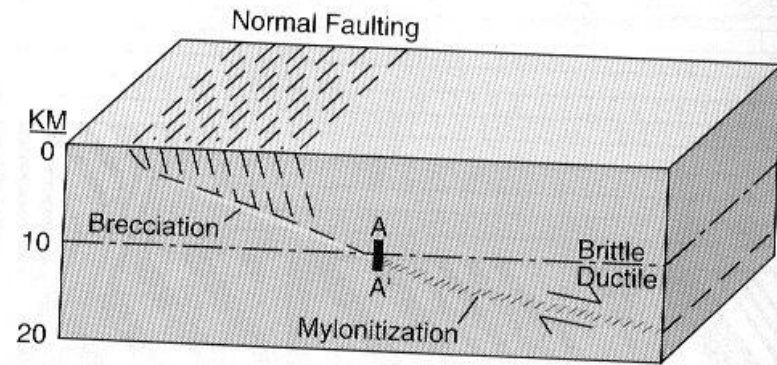 Normal Faulting
KM
0
Brecciation
A
10
Brittle
Ductile
A'
Mylonitization
20